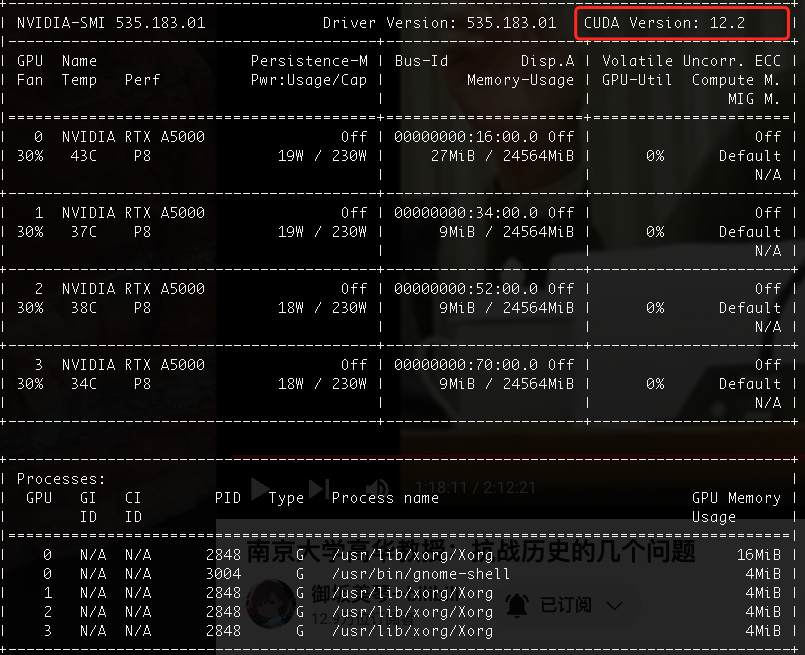 NVIDIA-SMI 535.183.01 Driver Version: 535.183.01 CUDA Version: 12.2
GPU Name Persistence-M | Bus-Id Disp.A | Volatile Uncorr. ECC
Fan Temp Perf Pwr:Usage/Cap | Memory-Usage | GPU-Util Compute M.
MIG M.
0 NVIDIA RTX A5000 Off | 00000000:16:00.0 Off | Off
30% 43C P8 19W / 230W | 27MiB / 24564MiB | 0% Default
N/A
1 NVIDIA RTX A5000 Off | 00000000:34:00.0 Off | Off
30% 37C P8 19W / 230W | 9MiB / 24564MiB | 0% Default
N/A
2 NVIDIA RTX A5000 Off | 00000000:52:00.0 Off | Off
30% 38C P8 18W / 230W | 9MiB / 24564MiB | 0% Default
N/A
3 NVIDIA RTX A5000 Off | 00000000:70:00.0 Off | Off
30% 34C P8 18W / 230W | 9MiB / 24564MiB | 0% Default
N/A
Processes:
1:18:11 / 2:12:21
GPU GI CI PID Type Process name GPU Memory
ID ID Usage
0 N/A N/A 2848 G /usr/lib/xorg/Xorg 16MiB
南京大学高华教授：抗战历史的几个问题
0 N/A N/A 3004 G /usr/bin/gnome-shell 4MiB
1 N/A N/A 2848 G /usr/lib/xorg/Xorg 4MiB
已订阅
2 N/A N/A 2848 G /usr/lib/xorg/Xorg 4MiB
3 N/A N/A 2848 G /usr/lib/xorg/Xorg 4MiB